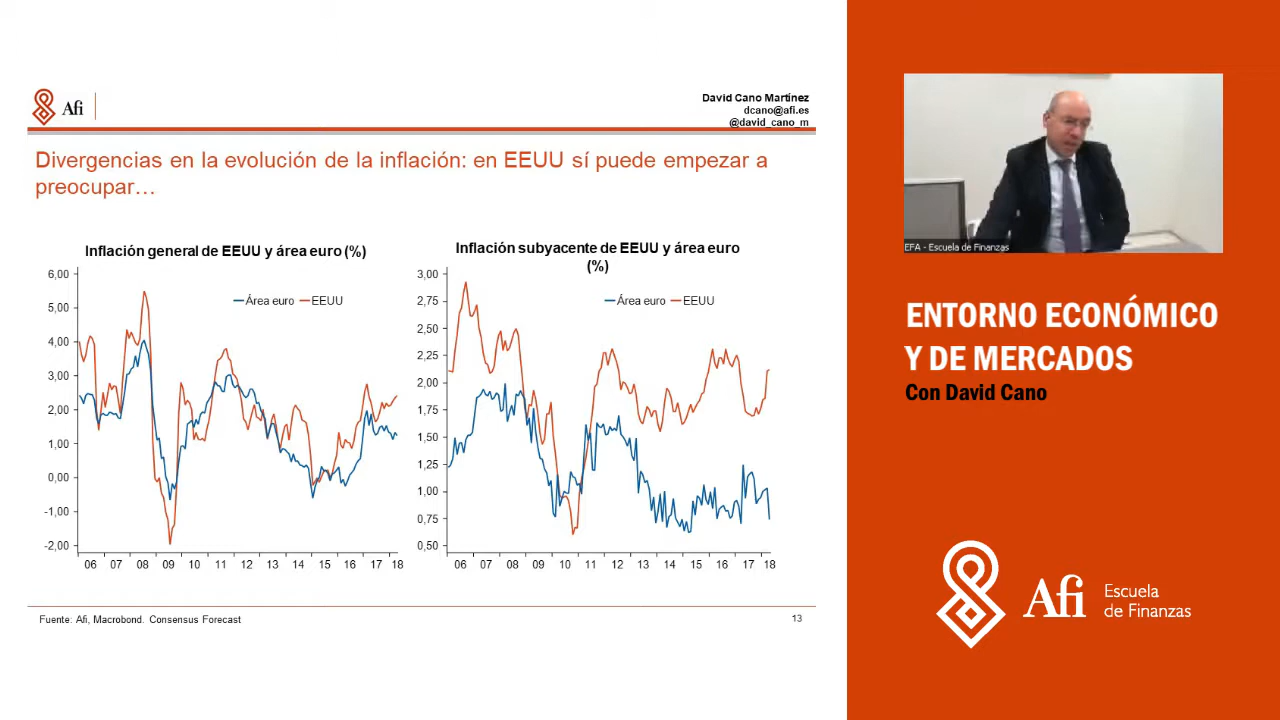 Afi
David Cano Martínez
dcano@afi.es
@david_cano_m
Divergencias en la evolución de la inflación: en EEUU sí puede empezar a
preocupar…
Inflación general de EEUU y área euro (%)
Área euro EEUU
6,00
5,00
4,00
3,00
2,00
1,00
0,00
-1,00
-2,00
06 07 08 09 10 11 12 13 14 15 16 17 18
Inflación subyacente de EEUU y área euro
(%)
Área euro EEUU
3,00
2,75
2,50
2,25
2,00
1,75
1,50
1,25
1,00
0,75
0,50
06 07 08 09 10 11 12 13 14 15 16 17 18
Fuente: Afi, Macrobond. Consensus Forecast
13
EFA - Escuela de Finanzas
ENTORNO ECONÓMICO
Y DE MERCADOS
Con David Cano
Afi
Escuela
de Finanzas